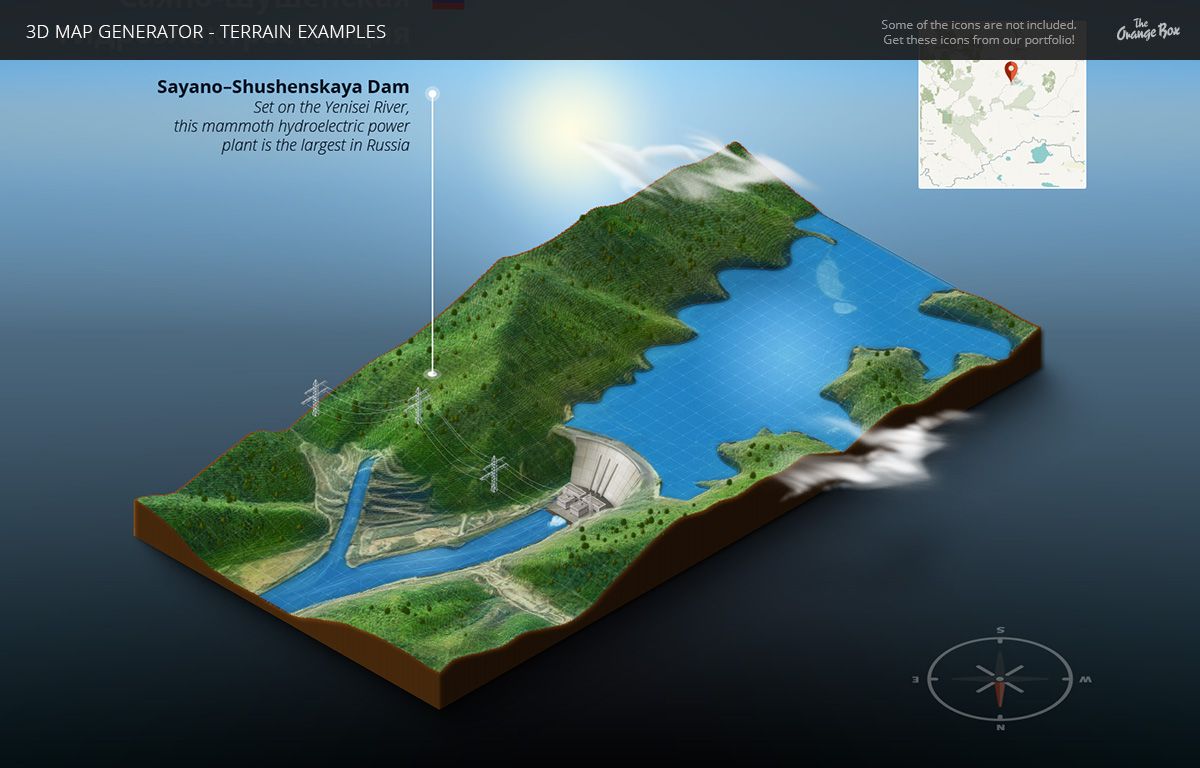 3D MAP GENERATOR - TERRAIN EXAMPLES
Some of the icons are not included.
Get these icons from our portfolio!
The
Orange Box
Sayano–Shushenskaya Dam
Set on the Yenisei River,
this mammoth hydroelectric power
plant is the largest in russia
S
E
W
N